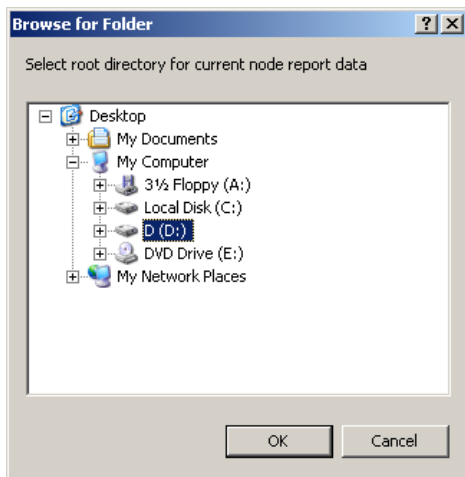 Browse for Folder
Select root directory for current node report data
Desktop
My Documents
My Computer
3½ Floppy (A:)
Local Disk (C:)
D (D:)
DVD Drive (E:)
My Network Places
OK Cancel